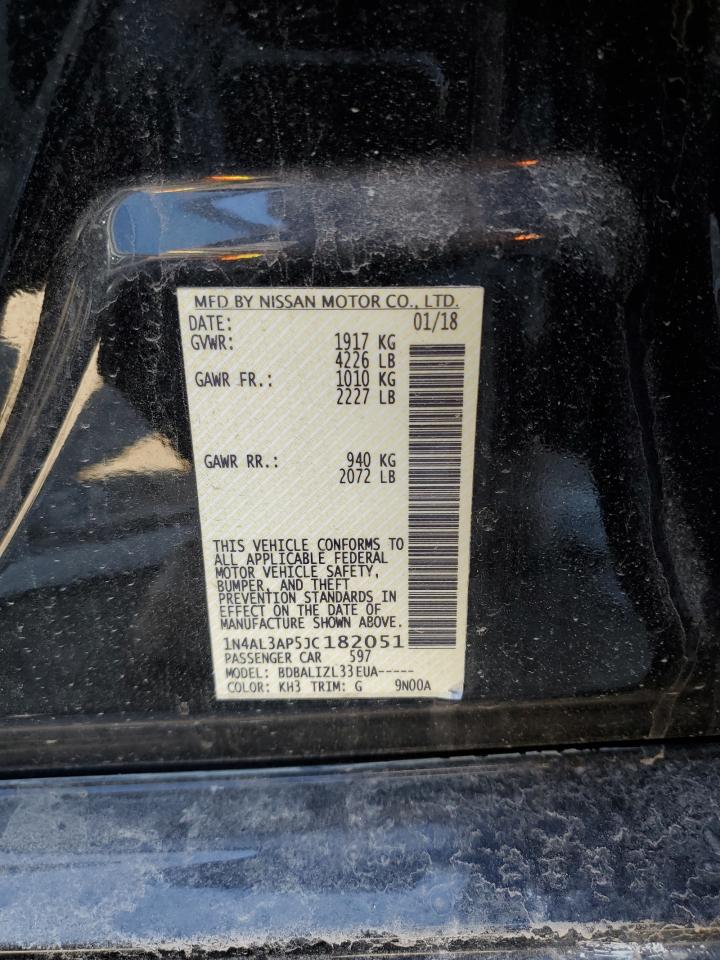 MFD BY NISSAN MOTOR CO., LTD.
DATE: 01/18
GVWR: 1917 KG
4226 LB
GAWR FR.: 1010 KG
2227 LB
GAWR RR.: 940 KG
2072 LB
THIS VEHICLE CONFORMS TO
ALL APPLICABLE FEDERAL
MOTOR VEHICLE SAFETY,
BUMPER, AND THEFT
PREVENTION STANDARDS IN
EFFECT ON THE DATE OF
MANUFACTURE SHOWN ABOVE.
1N4AL3AP5JC182051
PASSENGER CAR 597
MODEL: BDBALIZL33EUA-----
COLOR: KH3 TRIM: G 9N00A